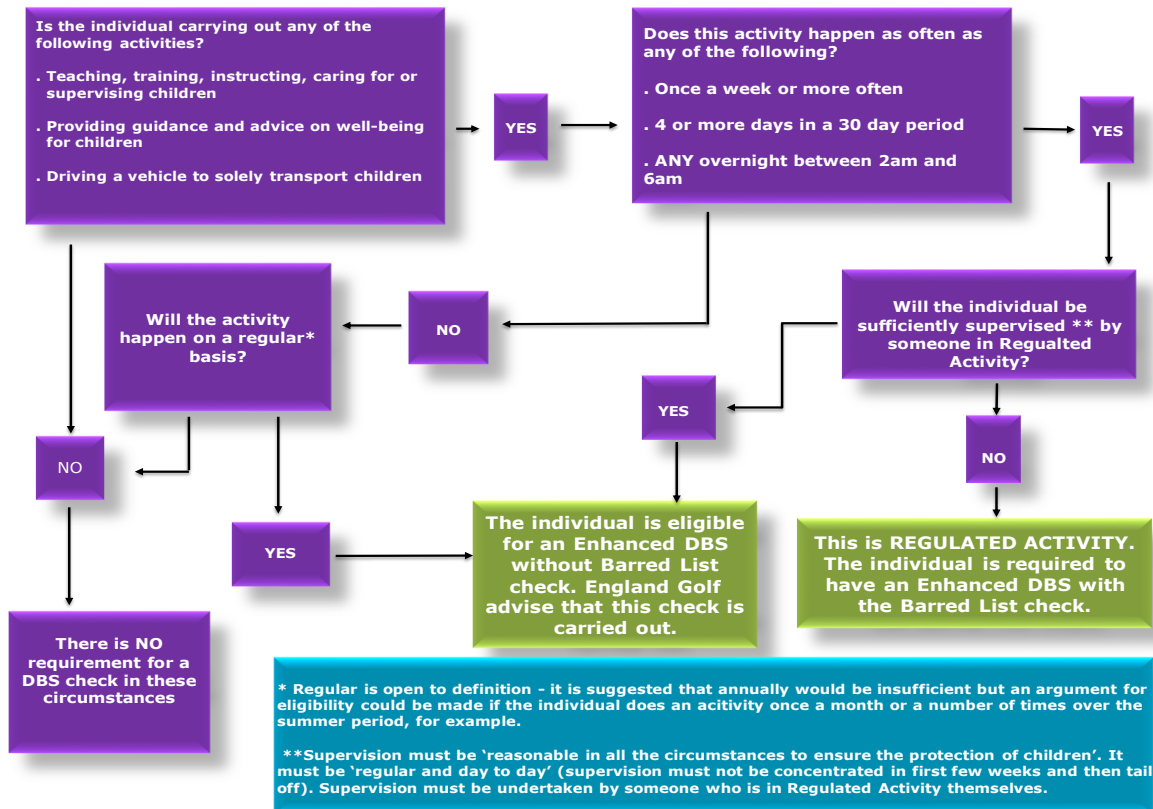 Is the individual carrying out any of the
following activities?
. Teaching, training, instructing, caring for or
supervising children
. Providing guidance and advice on well-being
for children
. Driving a vehicle to solely transport children
YES
Does this activity happen as often as
any of the following?
. Once a week or more often
. 4 or more days in a 30 day period
. ANY overnight between 2am and
6am
YES
Will the activity
happen on a regular*
basis?
NO
Will the individual be
sufficiently supervised ** by
someone in Regualted
Activity?
YES
NO
NO
YES
The individual is eligible
for an Enhanced DBS
without Barred List
check. England Golf
advise that this check is
carried out.
This is REGULATED ACTIVITY.
The individual is required to
have an Enhanced DBS with
the Barred List check.
There is NO
requirement for a
DBS check in these
circumstances
* Regular is open to definition - it is suggested that annually would be insufficient but an argument for
eligibility could be made if the individual does an acitivity once a month or a number of times over the
summer period, for example.
**Supervision must be ‘reasonable in all the circumstances to ensure the protection of children’. It
must be ‘regular and day to day’ (supervision must not be concentrated in first few weeks and then tail
off). Supervision must be undertaken by someone who is in Regulated Activity themselves.